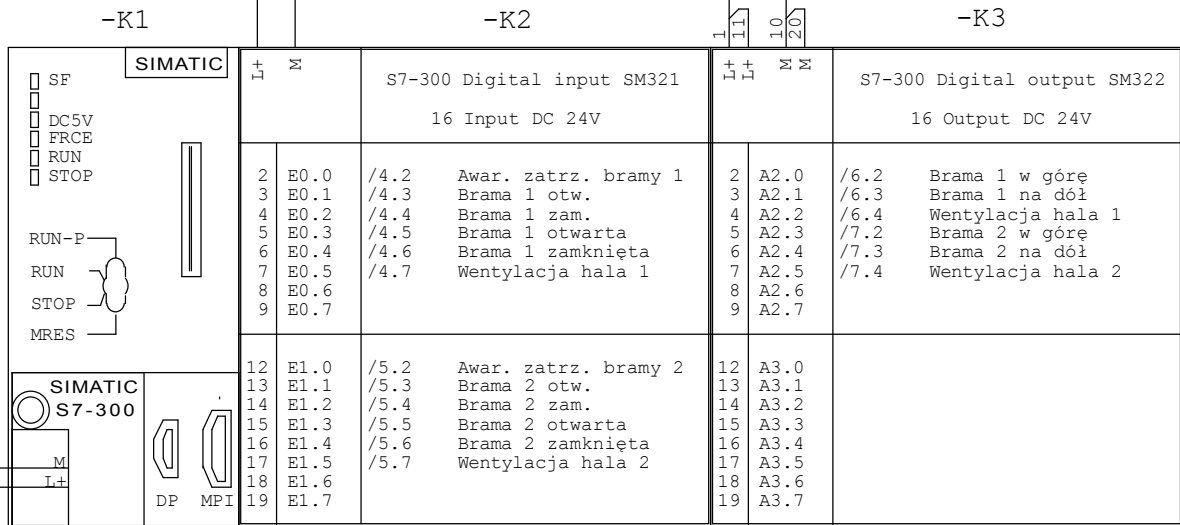 -K1
-K2
1
11
10
20
-K3
SIMATIC
SF
DC5V
FRCE
RUN
STOP
RUN-P
RUN
STOP
MRES
SIMATIC
S7-300
M
L+
DP
MPI
L+
M
S7-300 Digital input SM321
16 Input DC 24V
2 E0.0 /4.2 Awar. zatrz. bramy 1
3 E0.1 /4.3 Brama 1 otw.
4 E0.2 /4.4 Brama 1 zam.
5 E0.3 /4.5 Brama 1 otwarta
6 E0.4 /4.6 Brama 1 zamknięta
7 E0.5 /4.7 Wentylacja hala 1
8 E0.6
9 E0.7
12 E1.0 /5.2 Awar. zatrz. bramy 2
13 E1.1 /5.3 Brama 2 otw.
14 E1.2 /5.4 Brama 2 zam.
15 E1.3 /5.5 Brama 2 otwarta
16 E1.4 /5.6 Brama 2 zamknięta
17 E1.5 /5.7 Wentylacja hala 2
18 E1.6
19 E1.7
L+
L+
M
M
S7-300 Digital output SM322
16 Output DC 24V
2 A2.0 /6.2 Brama 1 w górę
3 A2.1 /6.3 Brama 1 na dół
4 A2.2 /6.4 Wentylacja hala 1
5 A2.3 /7.2 Brama 2 w górę
6 A2.4 /7.3 Brama 2 na dół
7 A2.5 /7.4 Wentylacja hala 2
8 A2.6
9 A2.7
12 A3.0
13 A3.1
14 A3.2
15 A3.3
16 A3.4
17 A3.5
18 A3.6
19 A3.7